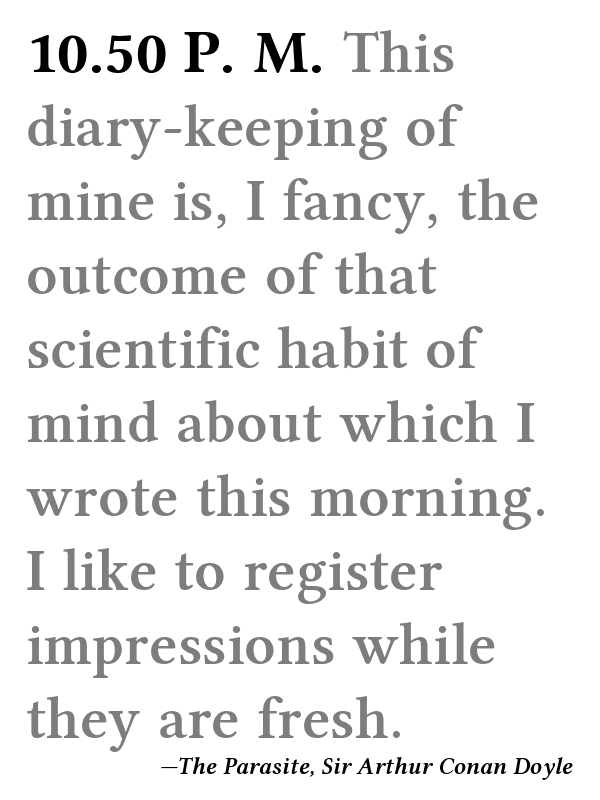 10.50 P. M. This
diary-keeping of
mine is, I fancy, the
outcome of that
scientific habit of
mind about which I
wrote this morning.
I like to register
impressions while
they are fresh.
—The Parasite, Sir Arthur Conan Doyle